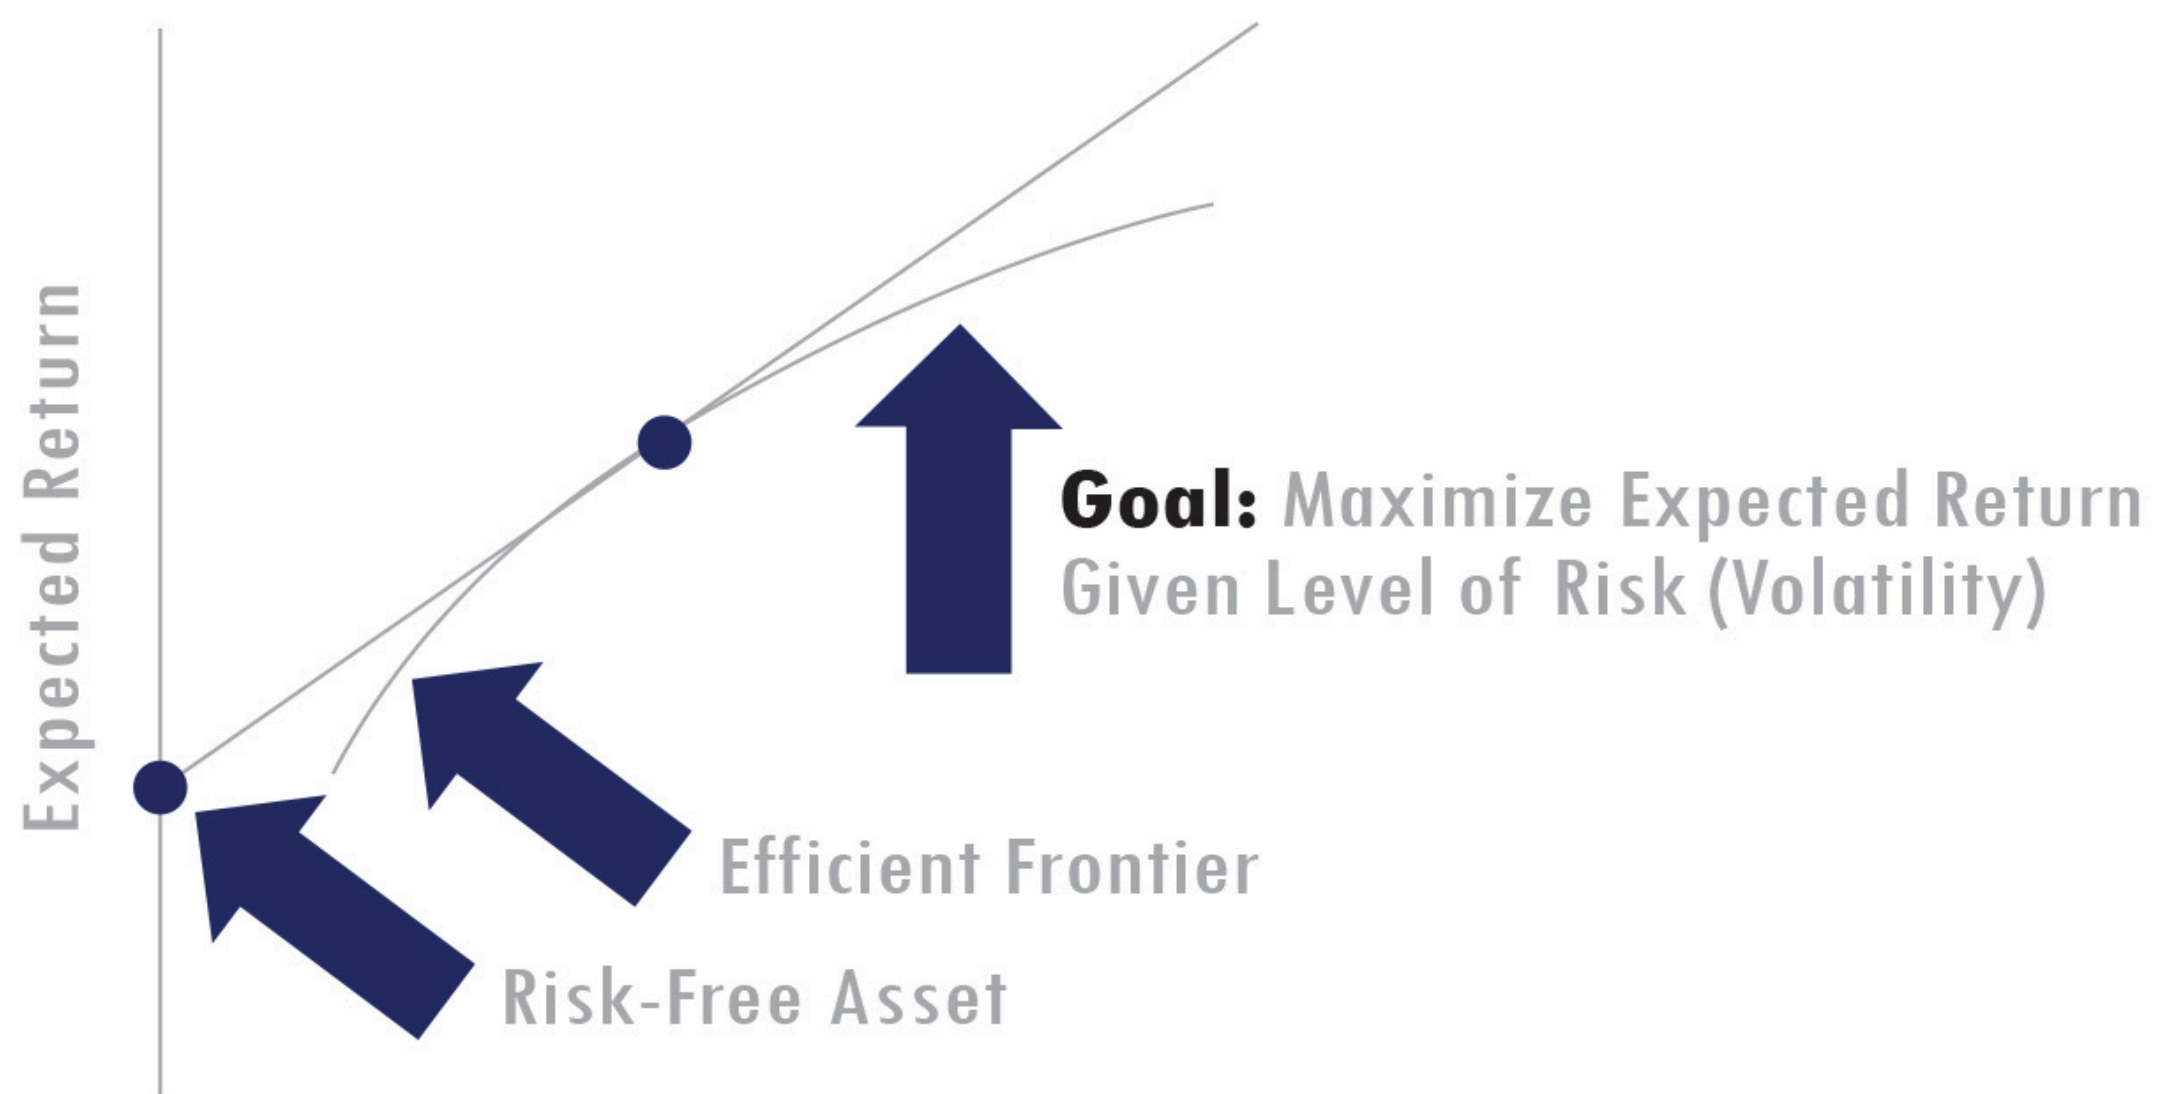 Expected Return
Goal: Maximize Expected Return
Given Level of Risk (Volatility)
Efficient Frontier
Risk-Free Asset